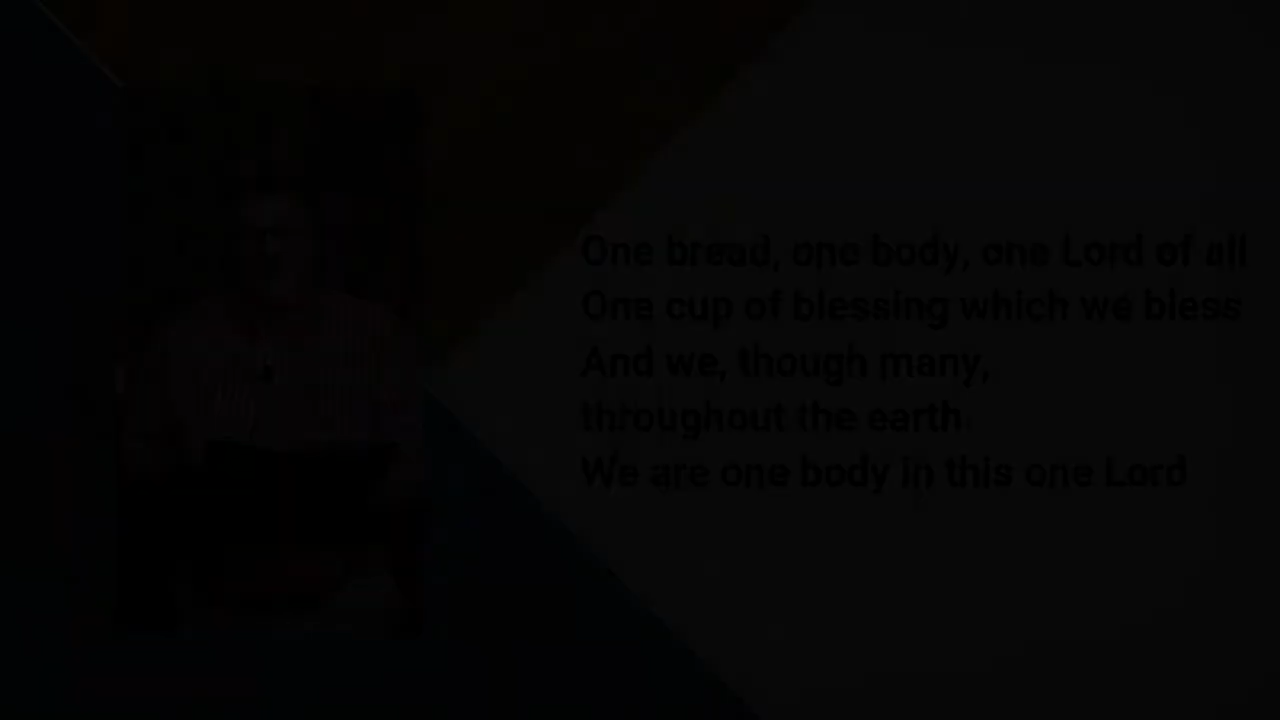 One bread, one body, one Lord of all
One cup of blessing which we bless
And we, though many,
throughout the earth
We are one body in this one Lord